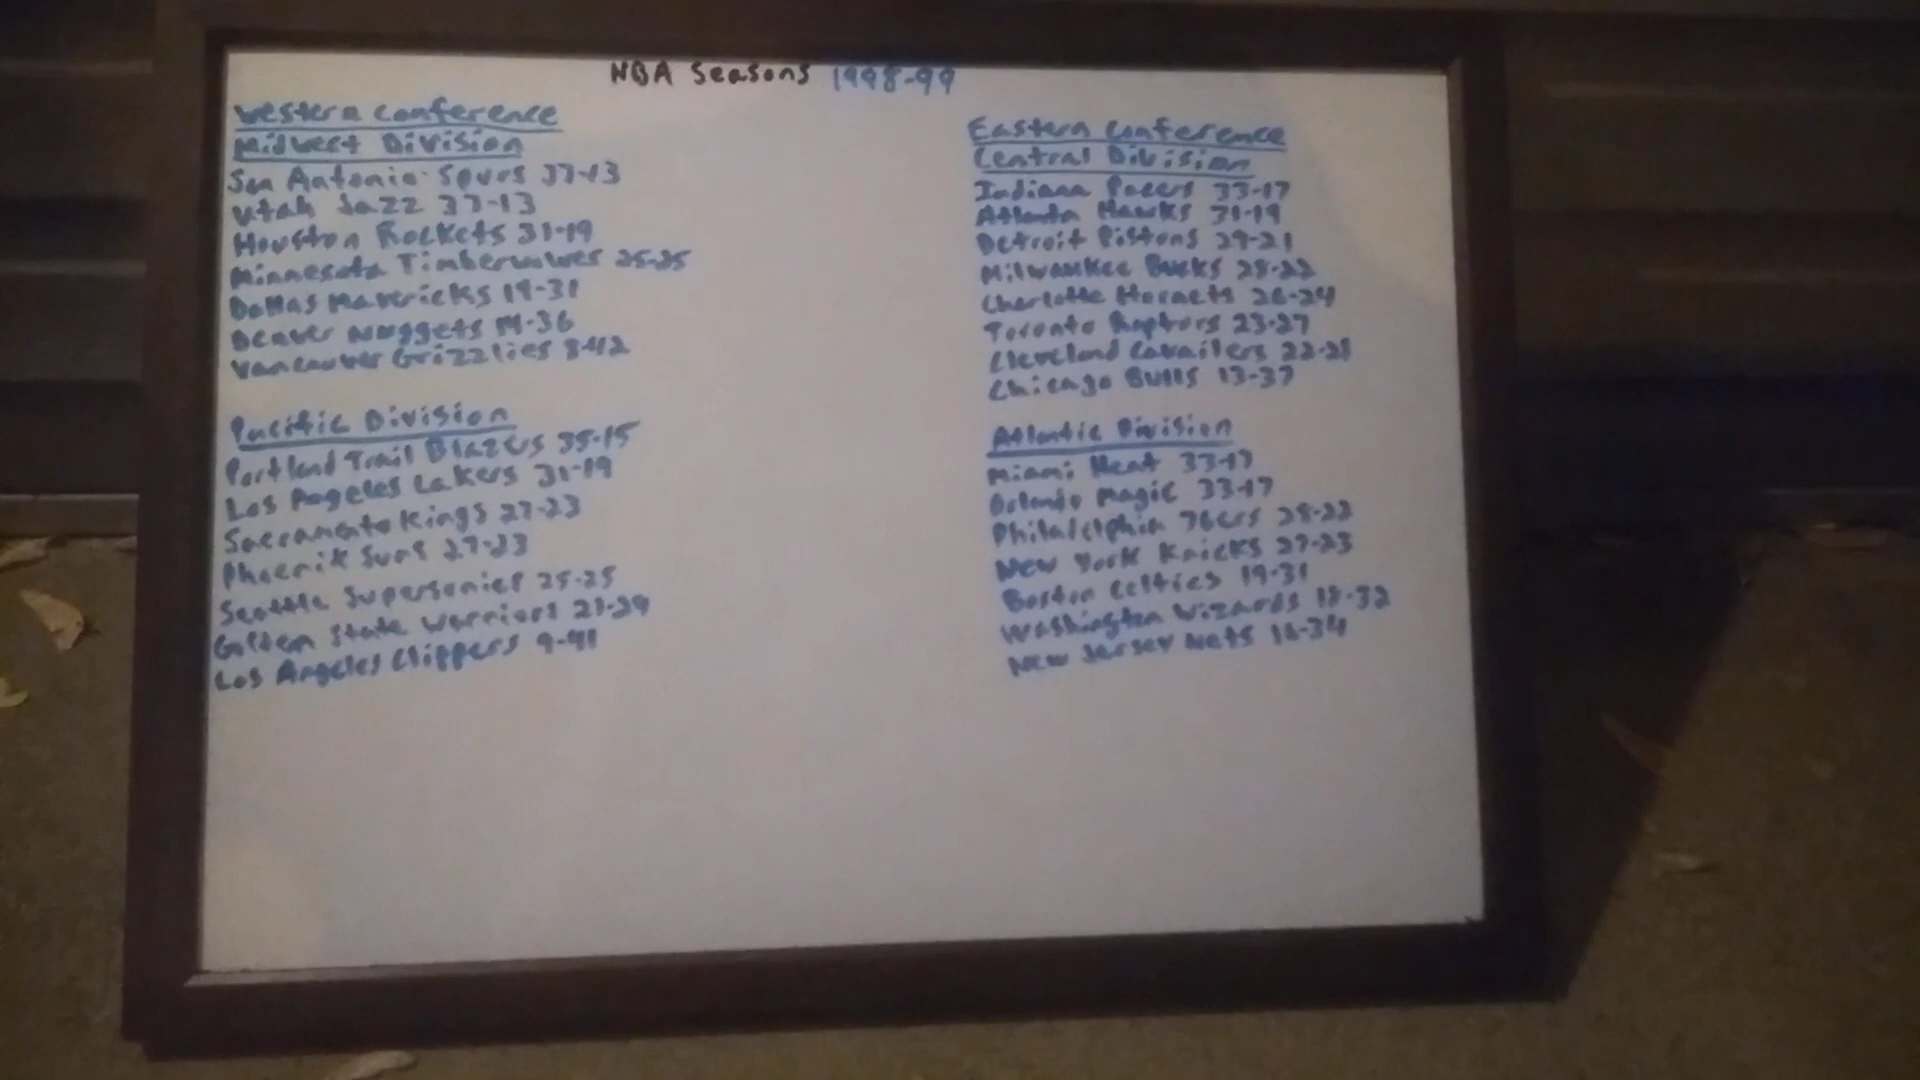 NBA Seasons 1998-99
Western Conference
Midwest Division
San Antonio Spurs 37-13
Utah Jazz 37-13
Houston Rockets 31-19
Minnesota Timberwolves 25-25
Dallas Mavericks 19-31
Denver Nuggets 14-36
Vancouver Grizzlies 8-42
Pacific Division
Portland Trail Blazers 35-15
Los Angeles Lakers 31-19
Sacramento Kings 27-23
Phoenix Suns 27-23
Seattle Supersonics 25-25
Golden State Warriors 21-29
Los Angeles Clippers 9-41
Eastern Conference
Central Division
Indiana Pacers 33-17
Atlanta Hawks 31-19
Detroit Pistons 29-21
Milwaukee Bucks 28-22
Charlotte Hornets 26-24
Toronto Raptors 23-27
Cleveland Cavailers 22-28
Chicago Bulls 13-37
Atlantic Division
Miami Heat 33-17
Orlando Magic 33-17
Philadelphia 76ers 28-22
New York Knicks 27-23
Boston Celtics 19-31
Washington Wizards 18-32
New Jersey Nets 16-34